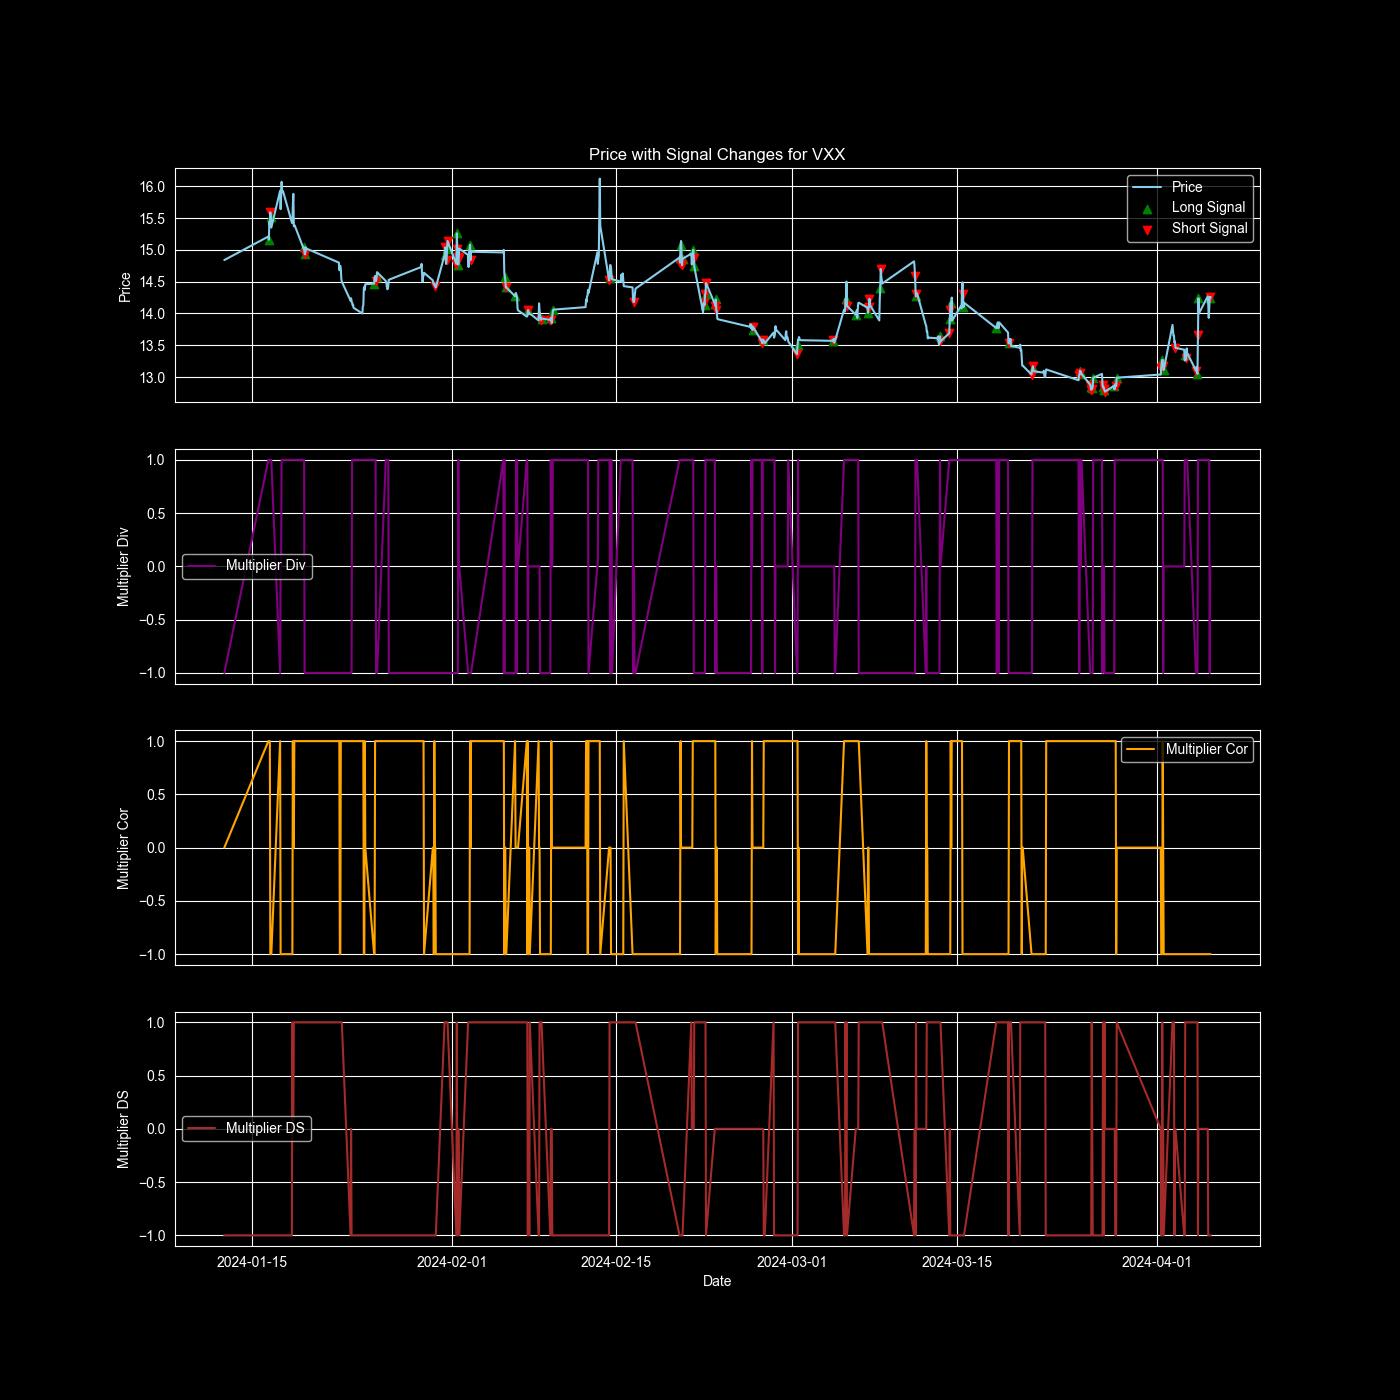 Price with Signal Changes for VXX
16.0
15.5
15.0
14.5
14.0
13.5
13.0
Price
Price
Long Signal
Short Signal
1.0
0.5
0.0
−0.5
−1.0
Multiplier Div
Multiplier Div
1.0
0.5
0.0
−0.5
−1.0
Multiplier Cor
Multiplier Cor
1.0
0.5
0.0
−0.5
−1.0
Multiplier DS
Multiplier DS
2024-01-15 2024-02-01 2024-02-15 2024-03-01 2024-03-15 2024-04-01
Date